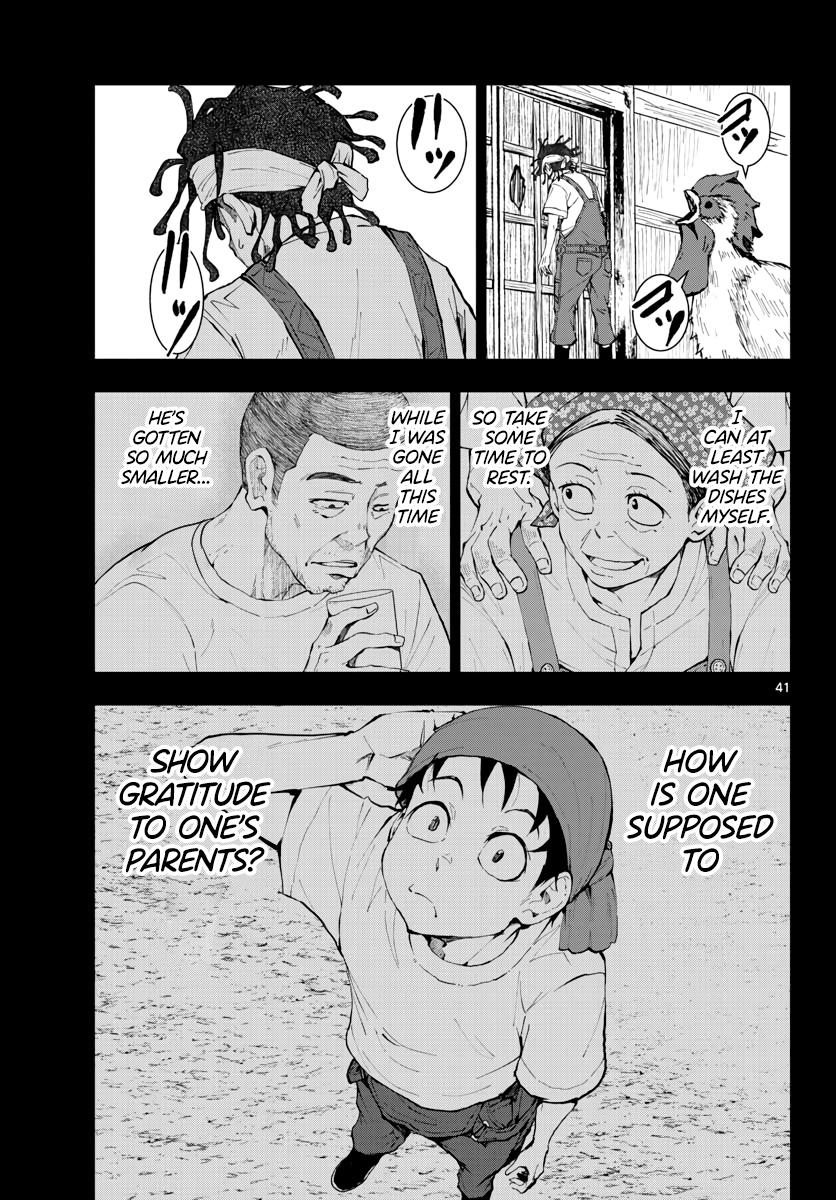 クッ
クッ
ハハッ
ハハッ
I
CAN AT
LEAST
WASH THE
DISHES
MYSELF.
SO TAKE
SOME
TIME TO
REST.
WHILE
I WAS
GONE
ALL
THIS
TIME
HE'S
GOTTEN
SO MUCH
SMALLER...
41
HOW
IS ONE
SUPPOSED
TO
SHOW
GRATITUDE
TO ONE'S
PARENTS?